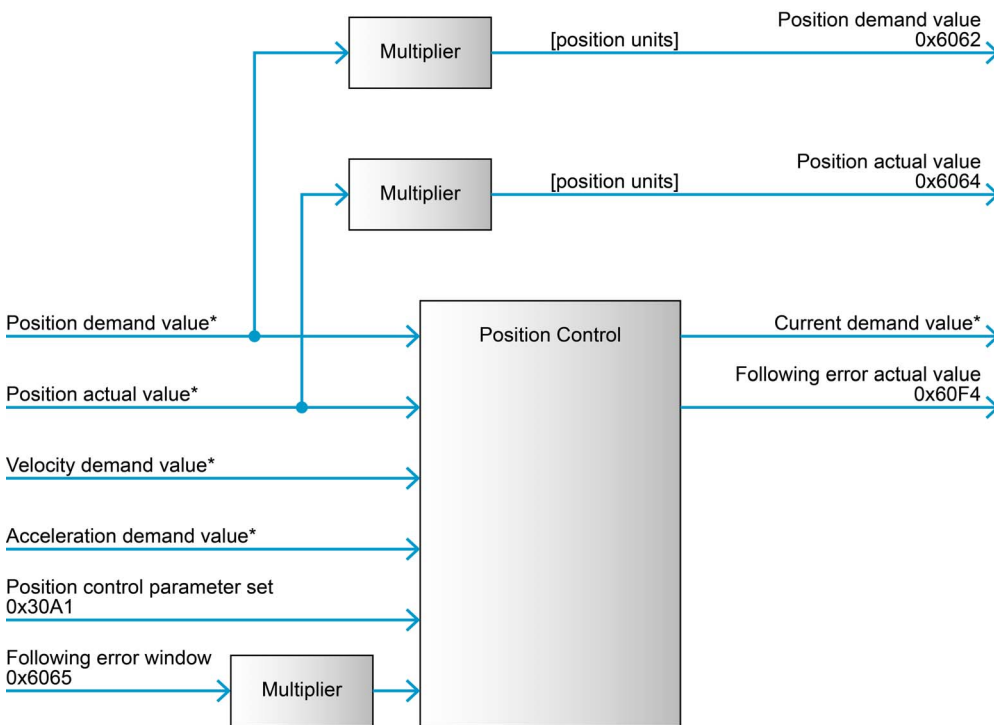 Position demand value
0x6062
Multiplier
[position units]
Position actual value
0x6064
Multiplier
[position units]
Position demand value*
Position Control
Current demand value*
Following error actual value
0x60F4
Position actual value*
Velocity demand value*
Acceleration demand value*
Position control parameter set
0x30A1
Following error window
0x6065
Multiplier